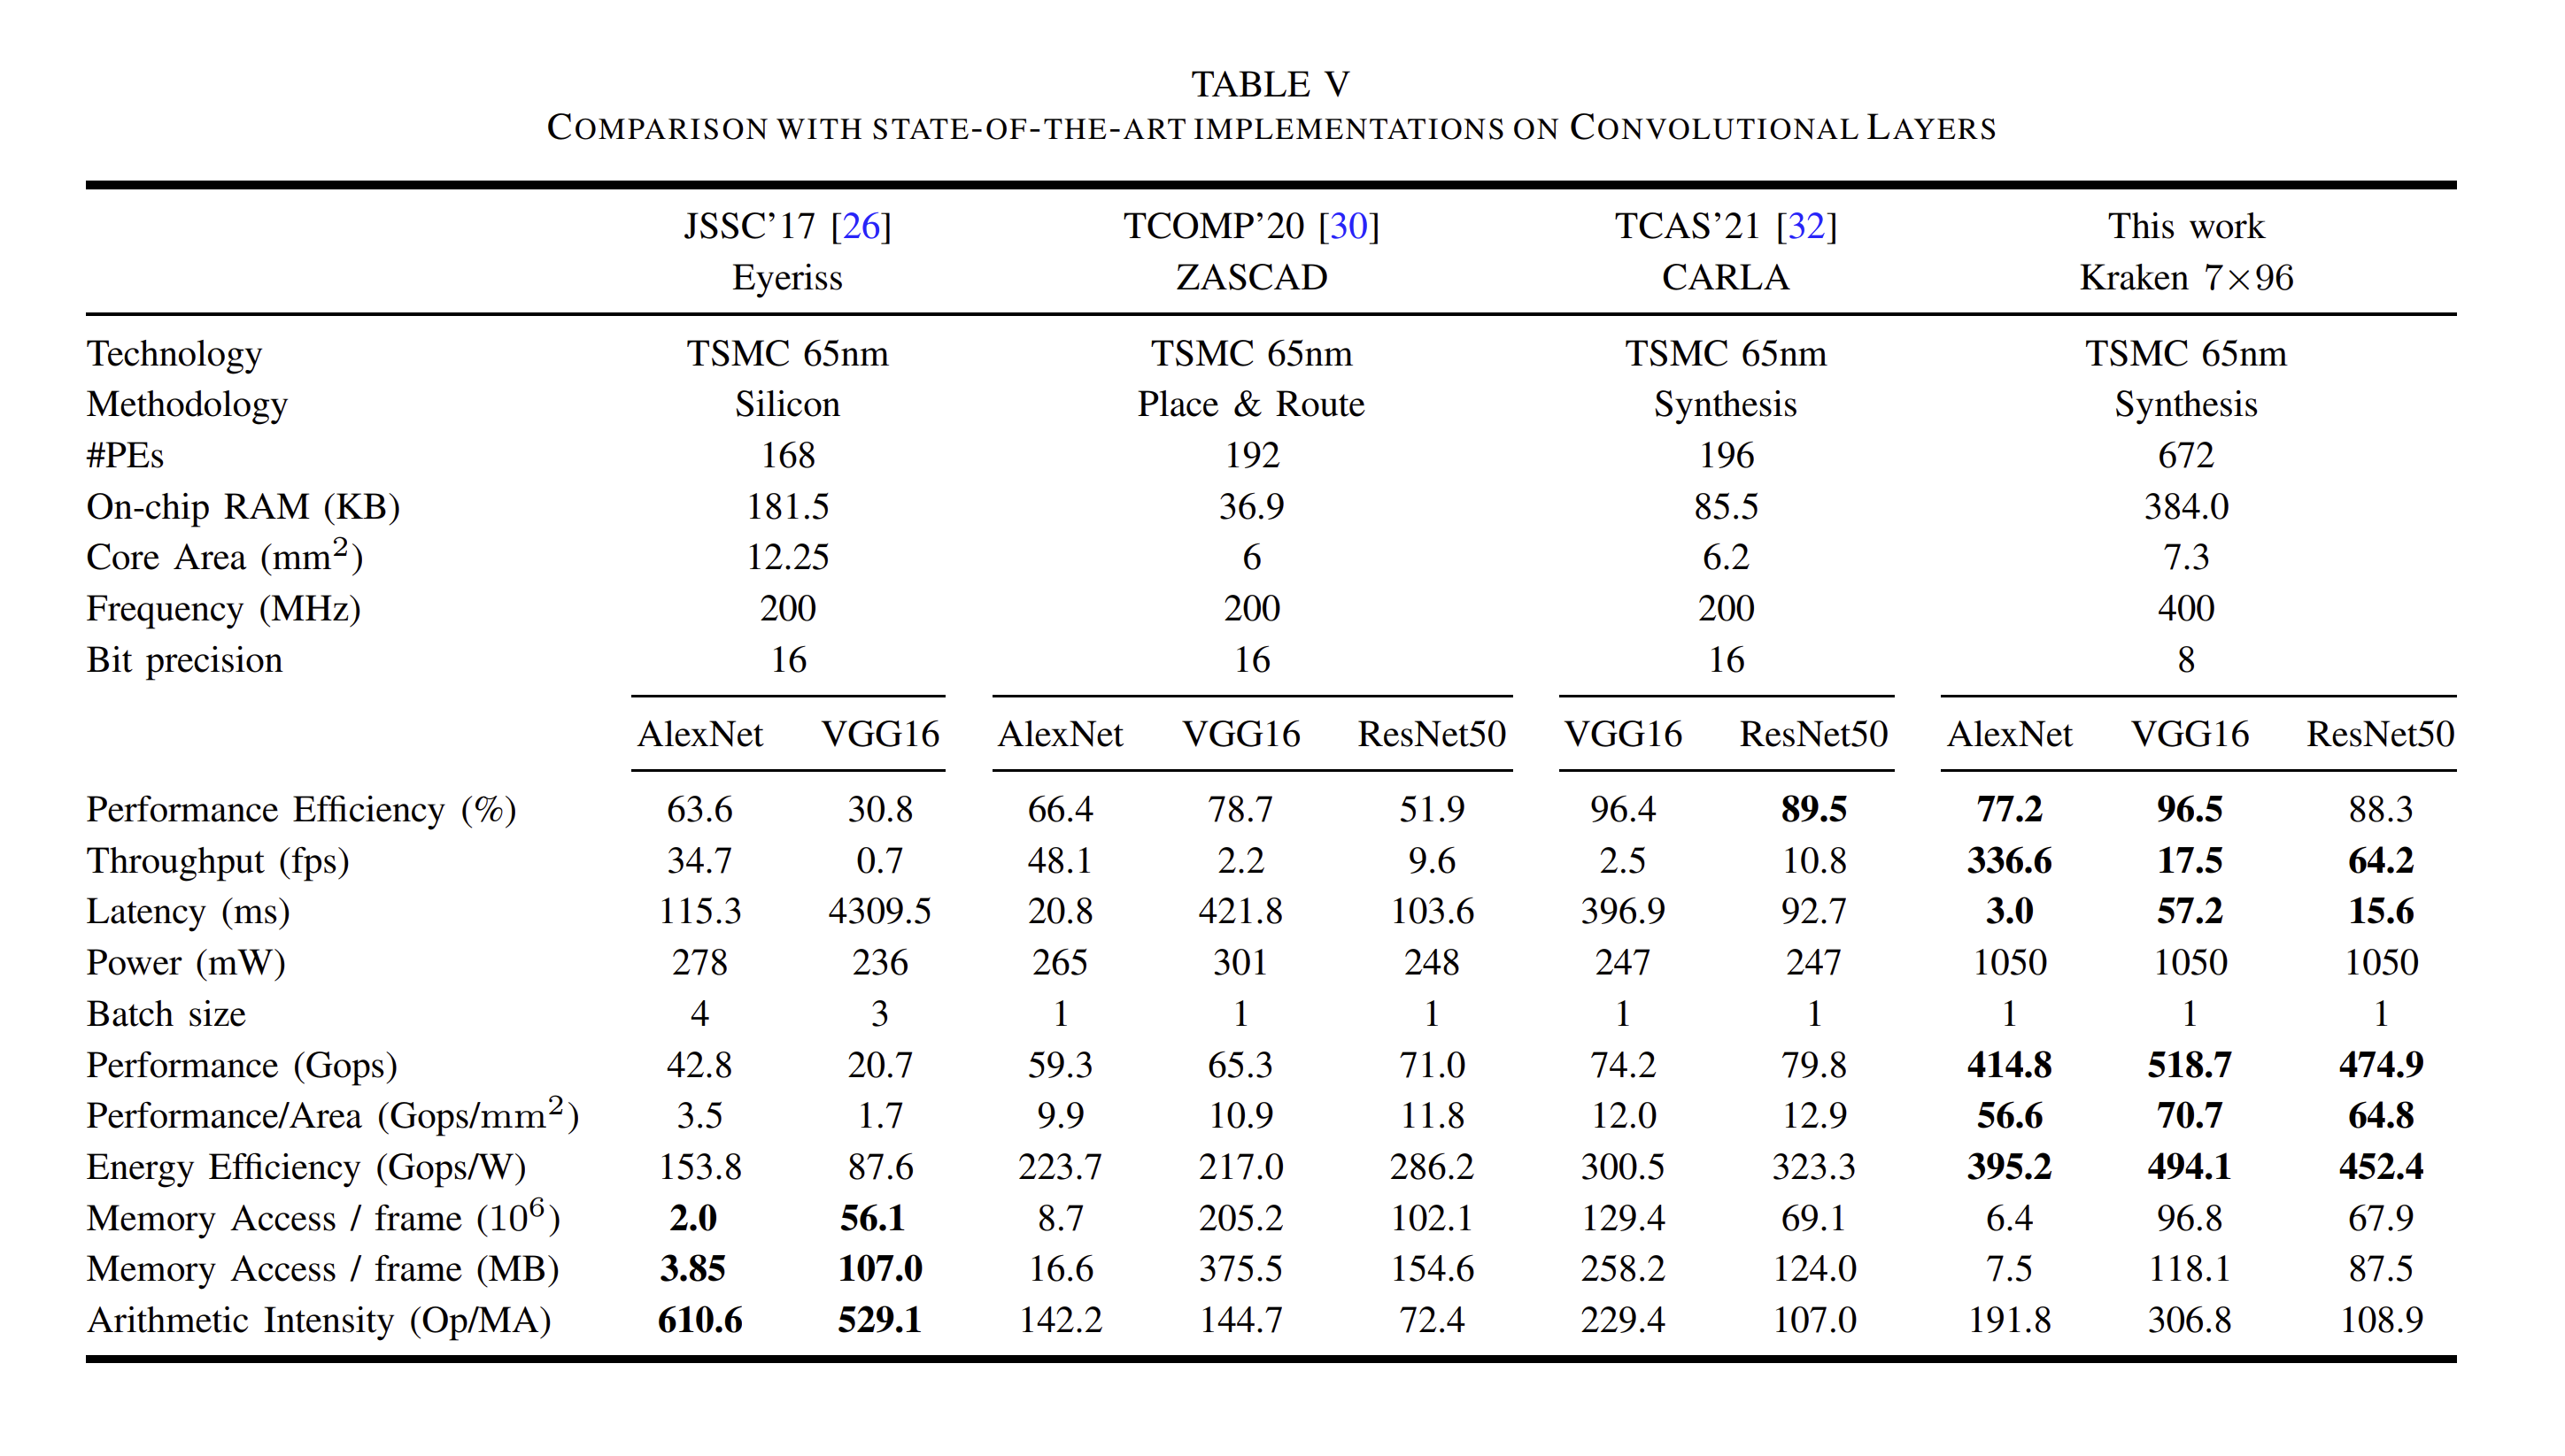 TABLE V
COMPARISON WITH STATE-OF-THE-ART IMPLEMENTATIONS ON CONVOLUTIONAL LAYERS
JSSC'17 [26] TCOMP'20 [30] TCAS'21 [32] This work
Eyeriss ZASCAD CARLA Kraken 7×96
Technology TSMC 65nm TSMC 65nm TSMC 65nm TSMC 65nm
Methodology Silicon Place & Route Synthesis Synthesis
#PEs 168 192 196 672
On-chip RAM (KB) 181.5 36.9 85.5 384.0
Core Area (mm²) 12.25 6 6.2 7.3
Frequency (MHz) 200 200 200 400
Bit precision 16 16 16 8
AlexNet VGG16 AlexNet VGG16 ResNet50 VGG16 ResNet50 AlexNet VGG16 ResNet50
Performance Efficiency (%) 63.6 30.8 66.4 78.7 51.9 96.4 89.5 77.2 96.5 88.3
Throughput (fps) 34.7 0.7 48.1 2.2 9.6 2.5 10.8 336.6 17.5 64.2
Latency (ms) 115.3 4309.5 20.8 421.8 103.6 396.9 92.7 3.0 57.2 15.6
Power (mW) 278 236 265 301 248 247 247 1050 1050 1050
Batch size 4 3 1 1 1 1 1 1 1 1
Performance (Gops) 42.8 20.7 59.3 65.3 71.0 74.2 79.8 414.8 518.7 474.9
Performance/Area (Gops/mm²) 3.5 1.7 9.9 10.9 11.8 12.0 12.9 56.6 70.7 64.8
Energy Efficiency (Gops/W) 153.8 87.6 223.7 217.0 286.2 300.5 323.3 395.2 494.1 452.4
Memory Access / frame (10⁶) 2.0 56.1 8.7 205.2 102.1 129.4 69.1 6.4 96.8 67.9
Memory Access / frame (MB) 3.85 107.0 16.6 375.5 154.6 258.2 124.0 7.5 118.1 87.5
Arithmetic Intensity (Op/MA) 610.6 529.1 142.2 144.7 72.4 229.4 107.0 191.8 306.8 108.9